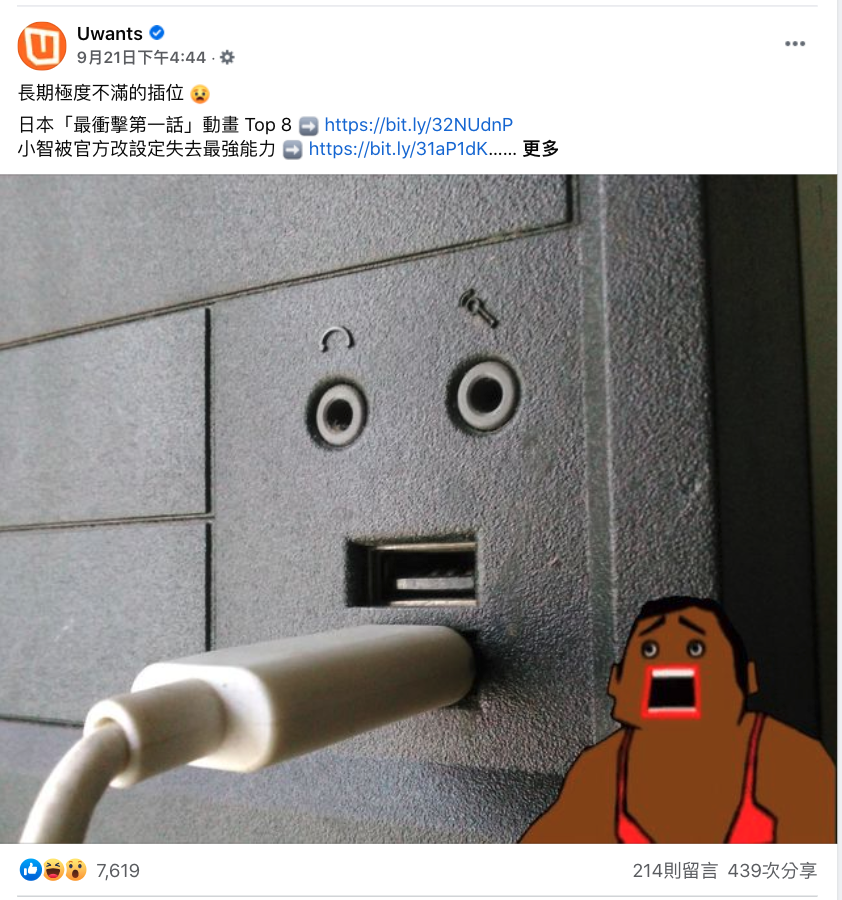 Uwants
9月21日下午4:44 ·
長期極度不滿的插位 😧
日本「最衝擊第一話」動畫 Top 8 ➡️ https://bit.ly/32NUdnP
小智被官方改設定失去最強能力 ➡️ https://bit.ly/31aP1dK...... 更多
7,619
214則留言 439次分享